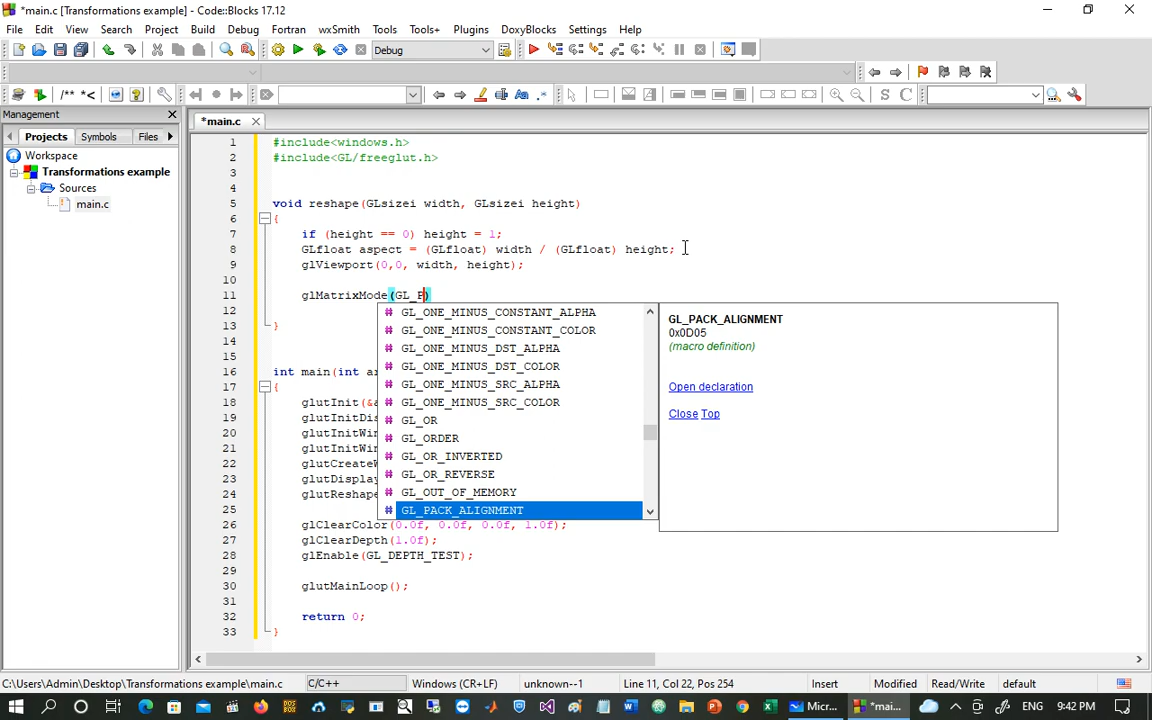 *main.c [Transformations example] - Code::Blocks 17.12
File Edit View Search Project Build Debug Fortran wxSmith Tools Tools+ Plugins DoxyBlocks Settings Help
Debug
/** *<
Management
Projects Symbols Files
*main.c
Workspace
Transformations example
Sources
main.c
1 #include<windows.h>
2 #include<GL/freeglut.h>
3
4
5 void reshape(GLsizei width, GLsizei height)
6 {
7 if (height == 0) height = 1;
8 GLfloat aspect = (GLfloat) width / (GLfloat) height;
9 glViewport(0,0, width, height);
10
11 glMatrixMode(GL_P)
12
13 }
14
15
16 int main(int ar
17 {
18 glutInit(&a
19 glutInitDis
20 glutInitWin
21 glutInitWin
22 glutCreateW
23 glutDisplay
24 glutReshape
25
26 glClearColor(0.0f, 0.0f, 0.0f, 1.0f);
27 glClearDepth(1.0f);
28 glEnable(GL_DEPTH_TEST);
29
30 glutMainLoop();
31
32 return 0;
33 }
# GL_ONE_MINUS_CONSTANT_ALPHA
# GL_ONE_MINUS_CONSTANT_COLOR
# GL_ONE_MINUS_DST_ALPHA
# GL_ONE_MINUS_DST_COLOR
# GL_ONE_MINUS_SRC_ALPHA
# GL_ONE_MINUS_SRC_COLOR
# GL_OR
# GL_ORDER
# GL_OR_INVERTED
# GL_OR_REVERSE
# GL_OUT_OF_MEMORY
# GL_PACK_ALIGNMENT
GL_PACK_ALIGNMENT
0x0D05
(macro definition)
Open declaration
Close Top
C:\Users\Admin\Desktop\Transformations example\main.c C/C++ Windows (CR+LF) unknown--1 Line 11, Col 22, Pos 254 Insert Modified Read/Write default
Micr... *mai... ENG 9:42 PM